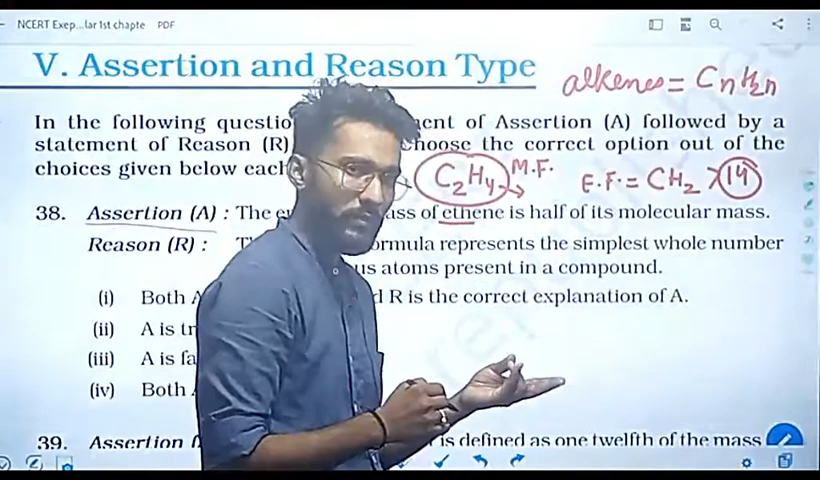 NCERT Exep...lar 1st chapte PDF
V. Assertion and Reason Type
alkenes = CnH2n
In the following questio ment of Assertion (A) followed by a
statement of Reason (R) hoose the correct option out of the
choices given below each
C2H4 M.F. E.F. = CH2 14
38. Assertion (A) : The e ass of ethene is half of its molecular mass.
Reason (R) : T ormula represents the simplest whole number
us atoms present in a compound.
(i) Both A d R is the correct explanation of A.
(ii) A is tr
(iii) A is fa
(iv) Both
39. Assertion is defined as one twelfth of the mass